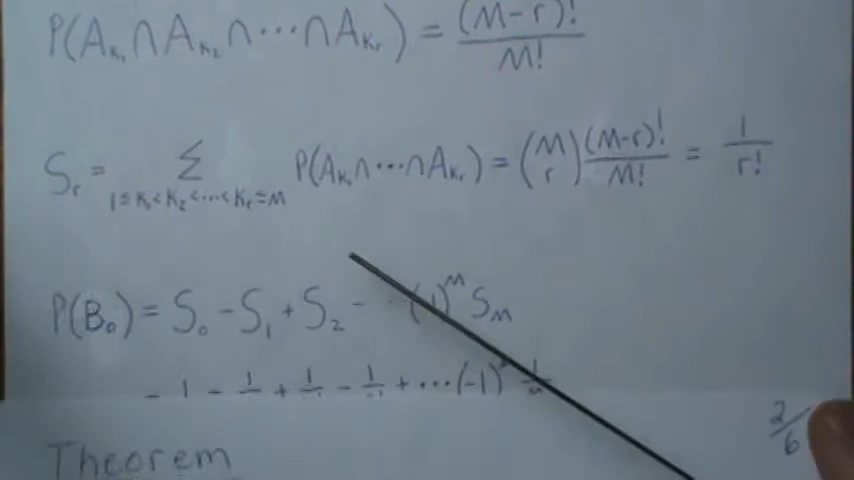 P(A_{k_1} ∩ A_{k_2} ∩ ⋯ ∩ A_{k_r}) = (M-r)!/M!
S_r = Σ_{1≤k_1<k_2<⋯<k_r≤M} P(A_{k_1} ∩ ⋯ ∩ A_{k_r}) = (M r) (M-r)!/M! = 1/r!
P(B_0) = S_0 - S_1 + S_2 - ⋯ (-1)^M S_M
2/6
Theorem